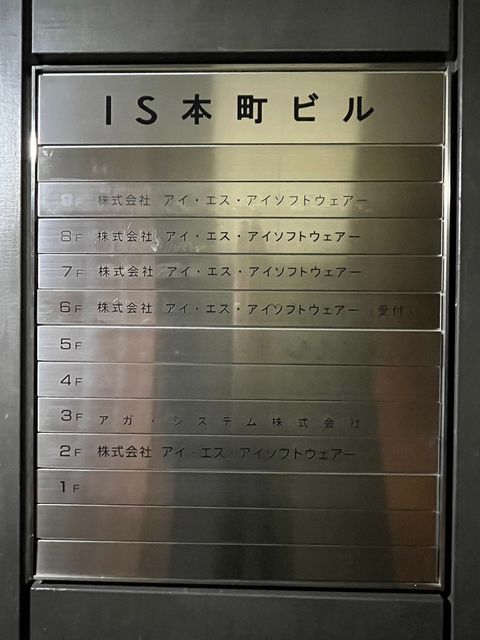 IS本町ビル
9F 株式会社 アイ・エス・アイソフトウェアー
8F 株式会社 アイ・エス・アイソフトウェアー
7F 株式会社 アイ・エス・アイソフトウェアー
6F 株式会社 アイ・エス・アイソフトウェアー (受付)
5F
4F
3F アガ・システム株式会社
2F 株式会社 アイ・エス・アイソフトウェアー
1F